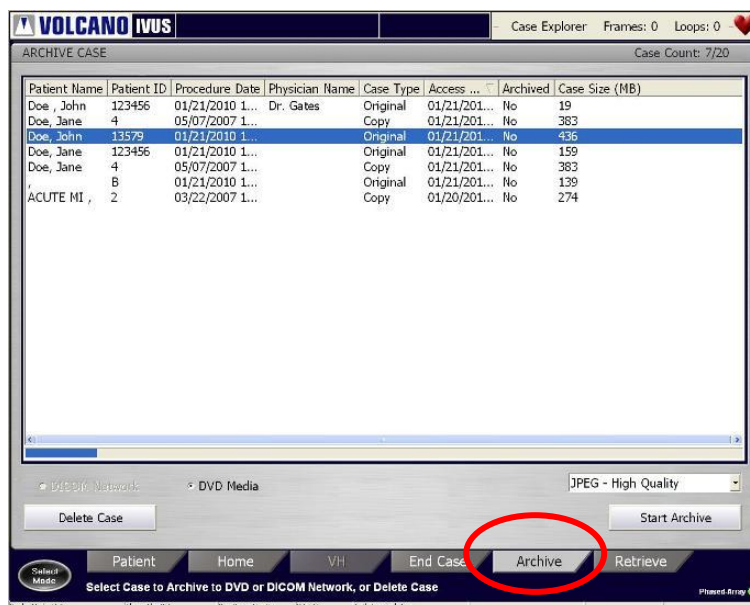 VOLCANO IVUS Case Explorer Frames: 0 Loops: 0
ARCHIVE CASE Case Count: 7/20
Patient Name Patient ID Procedure Date Physician Name Case Type Access ... Archived Case Size (MB)
Doe , John 123456 01/21/2010 1... Dr. Gates Original 01/21/201... No 19
Doe, Jane 4 05/07/2007 1... Copy 01/21/201... No 383
Doe, John 13579 01/21/2010 1... Original 01/21/201... No 436
Doe, Jane 123456 01/21/2010 1... Original 01/21/201... No 159
Doe, Jane 4 05/07/2007 1... Copy 01/21/201... No 383
, B 01/21/2010 1... Original 01/21/201... No 139
ACUTE MI , 2 03/22/2007 1... Copy 01/20/201... No 274
DICOM Network DVD Media JPEG - High Quality
Delete Case Start Archive
Select Mode Patient Home VH End Case Archive Retrieve
Select Case to Archive to DVD or DICOM Network, or Delete Case Phased-Array